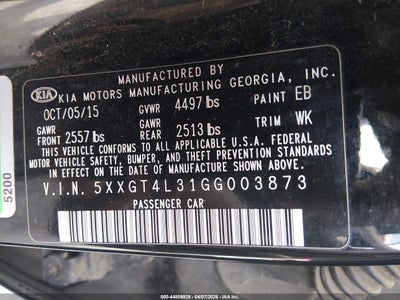 MANUFACTURED BY
KIA KIA MOTORS MANUFACTURING GEORGIA, INC.
OCT/05/15 GVWR 4497 lbs PAINT EB
GAWR FRONT 2557 lbs GAWR REAR 2513 lbs TRIM WK
THIS VEHICLE CONFORMS TO ALL APPLICABLE FEDERAL
MOTOR VEHICLE SAFETY, BUMPER, AND THEFT PREVENTION STANDARDS
IN EFFECT ON THE DATE OF MANUFACTURE SHOWN ABOVE.
V.I.N. 5XXGT4L31GG003873
PASSENGER CAR
5200
000-44809928 - 04/07/2026 - IAAI.COM